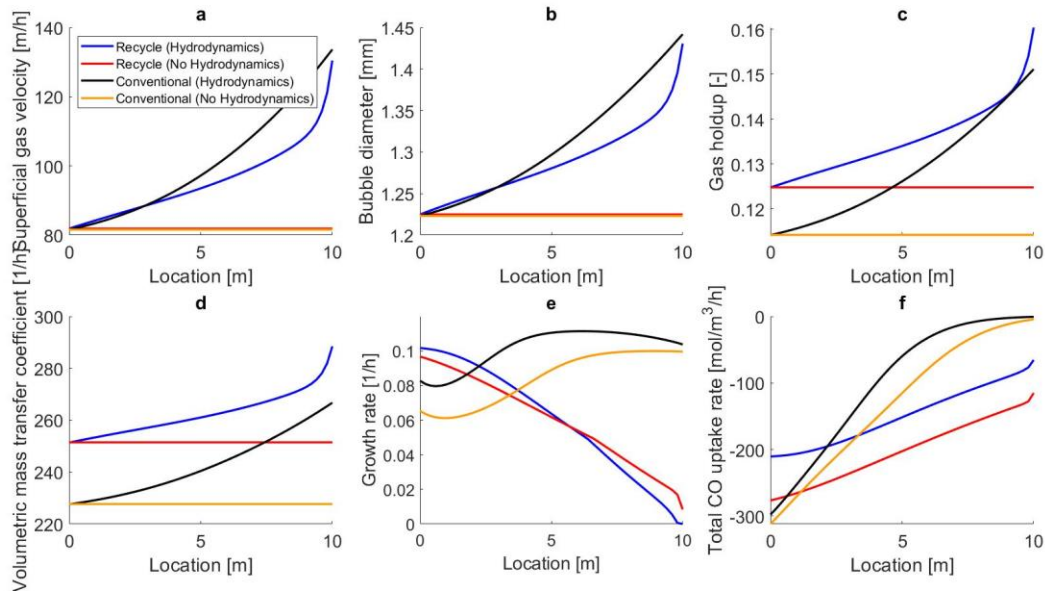 a
Superficial gas velocity [m/h]
140
120
100
80
Recycle (Hydrodynamics)
Recycle (No Hydrodynamics)
Conventional (Hydrodynamics)
Conventional (No Hydrodynamics)
0
5
10
Location [m]
b
Bubble diameter [mm]
1.45
1.4
1.35
1.3
1.25
1.2
0
5
10
Location [m]
c
Gas holdup [-]
0.16
0.15
0.14
0.13
0.12
0
5
10
Location [m]
d
Volumetric mass transfer coefficient [1/h]
300
280
260
240
220
0
5
10
Location [m]
e
Growth rate [1/h]
0.1
0.08
0.06
0.04
0.02
0
0
5
10
Location [m]
f
Total CO uptake rate [mol/m³/h]
0
-100
-200
-300
0
5
10
Location [m]